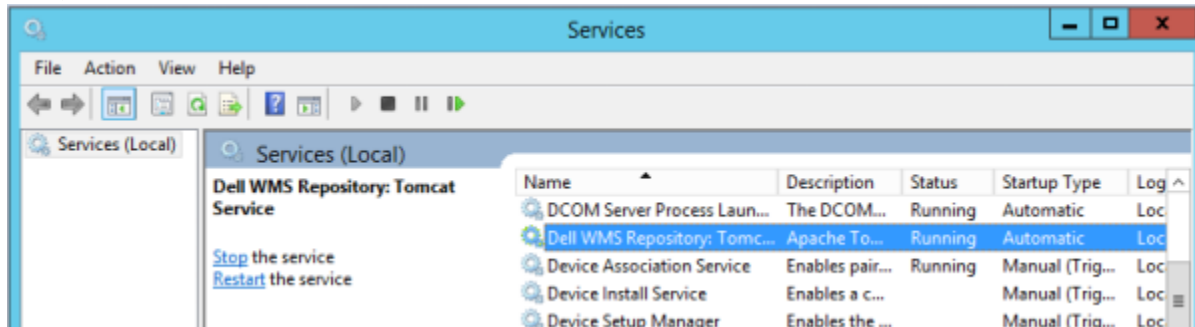 Services
File Action View Help
Services (Local)
Services (Local)
Dell WMS Repository: Tomcat
Service
Stop the service
Restart the service
Name Description Status Startup Type Log
DCOM Server Process Laun... The DCOM... Running Automatic Loc
Dell WMS Repository: Tomc... Apache To... Running Automatic Loc
Device Association Service Enables pair... Running Manual (Trig... Loc
Device Install Service Enables a c... Manual (Trig... Loc
Device Setup Manager Enables the ... Manual (Trig... Loc